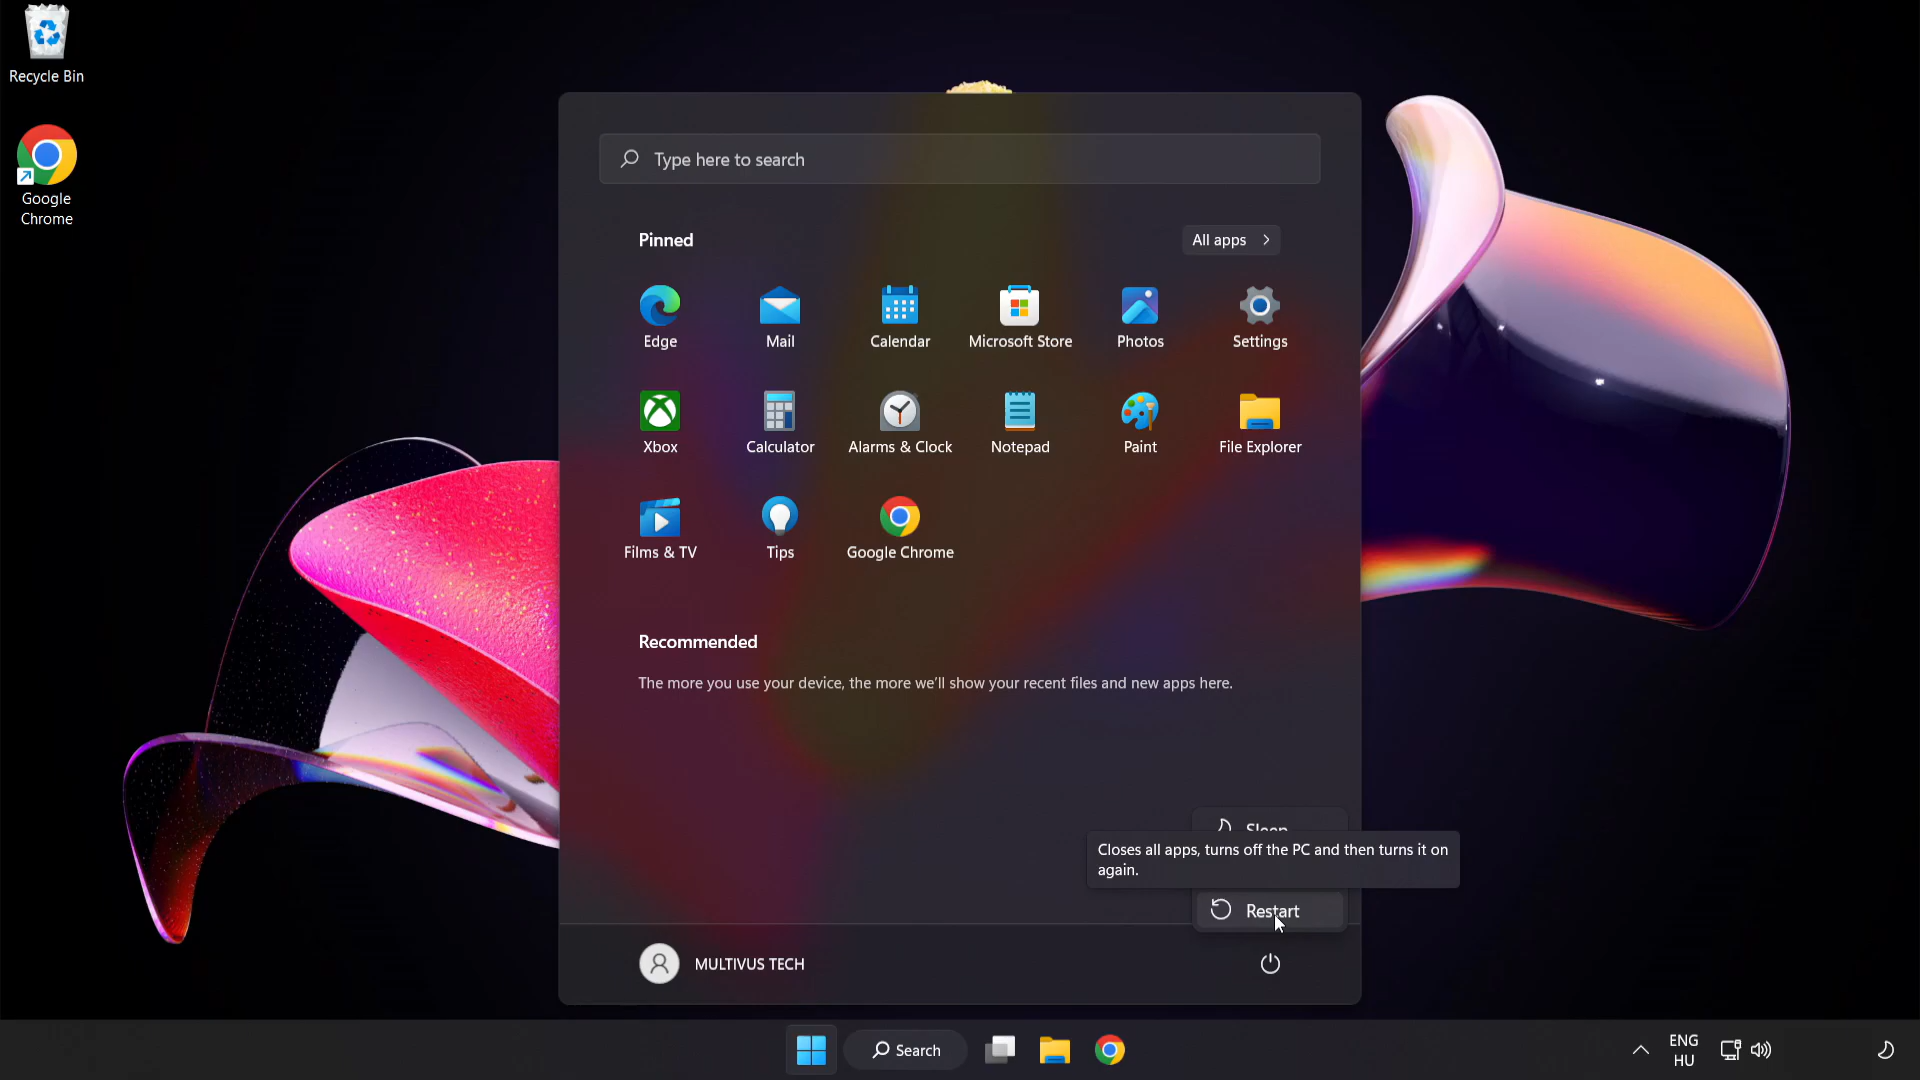 Recycle Bin
Google
Chrome
Type here to search
Pinned
All apps
Edge
Mail
Calendar
Microsoft Store
Photos
Settings
Xbox
Calculator
Alarms & Clock
Notepad
Paint
File Explorer
Films & TV
Tips
Google Chrome
Recommended
The more you use your device, the more we'll show your recent files and new apps here.
Sleep
Closes all apps, turns off the PC and then turns it on
again.
Restart
MULTIVUS TECH
Search
ENG
HU